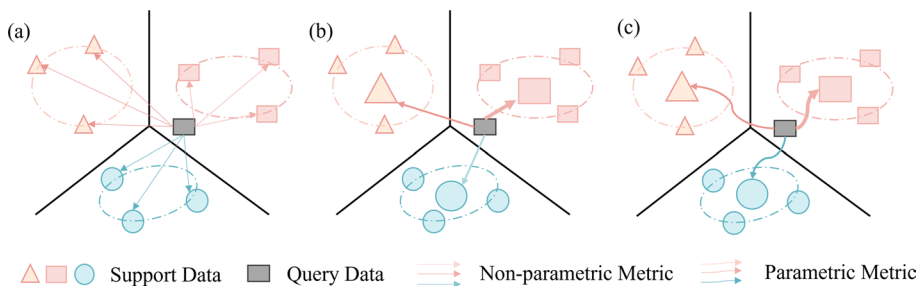 (a) (b) (c)
Support Data Query Data Non-parametric Metric Parametric Metric